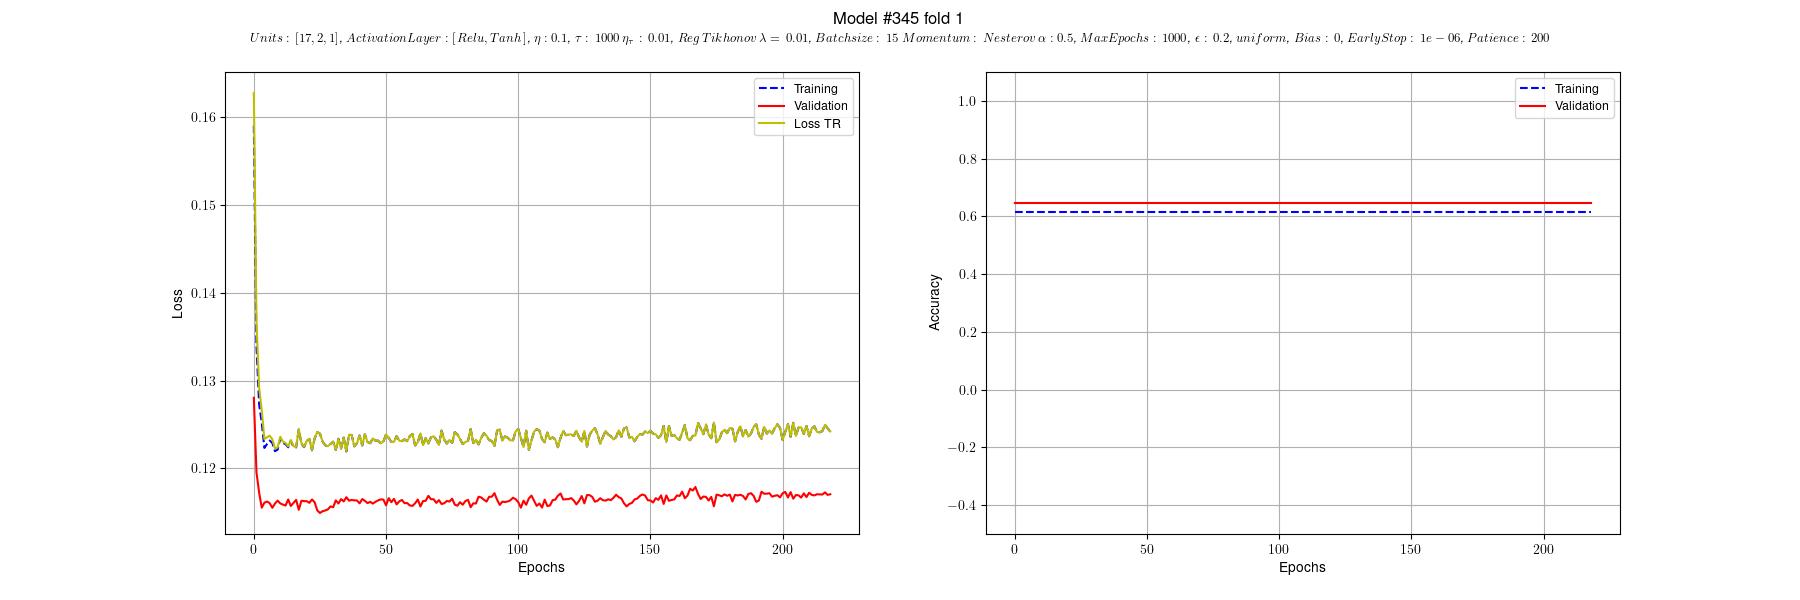 Model #345 fold 1
Units : [17, 2, 1], ActivationLayer : [Relu, Tanh], η : 0.1, τ : 1000 η_τ : 0.01, Reg Tikhonov λ = 0.01, Batchsize : 15 Momentum : Nesterov α : 0.5, MaxEpochs : 1000, ϵ : 0.2, uniform, Bias : 0, EarlyStop : 1e − 06, Patience : 200
Training
Validation
Loss TR
0.16
0.15
0.14
0.13
0.12
Loss
0 50 100 150 200
Epochs
Training
Validation
1.0
0.8
0.6
0.4
0.2
0.0
−0.2
−0.4
Accuracy
0 50 100 150 200
Epochs